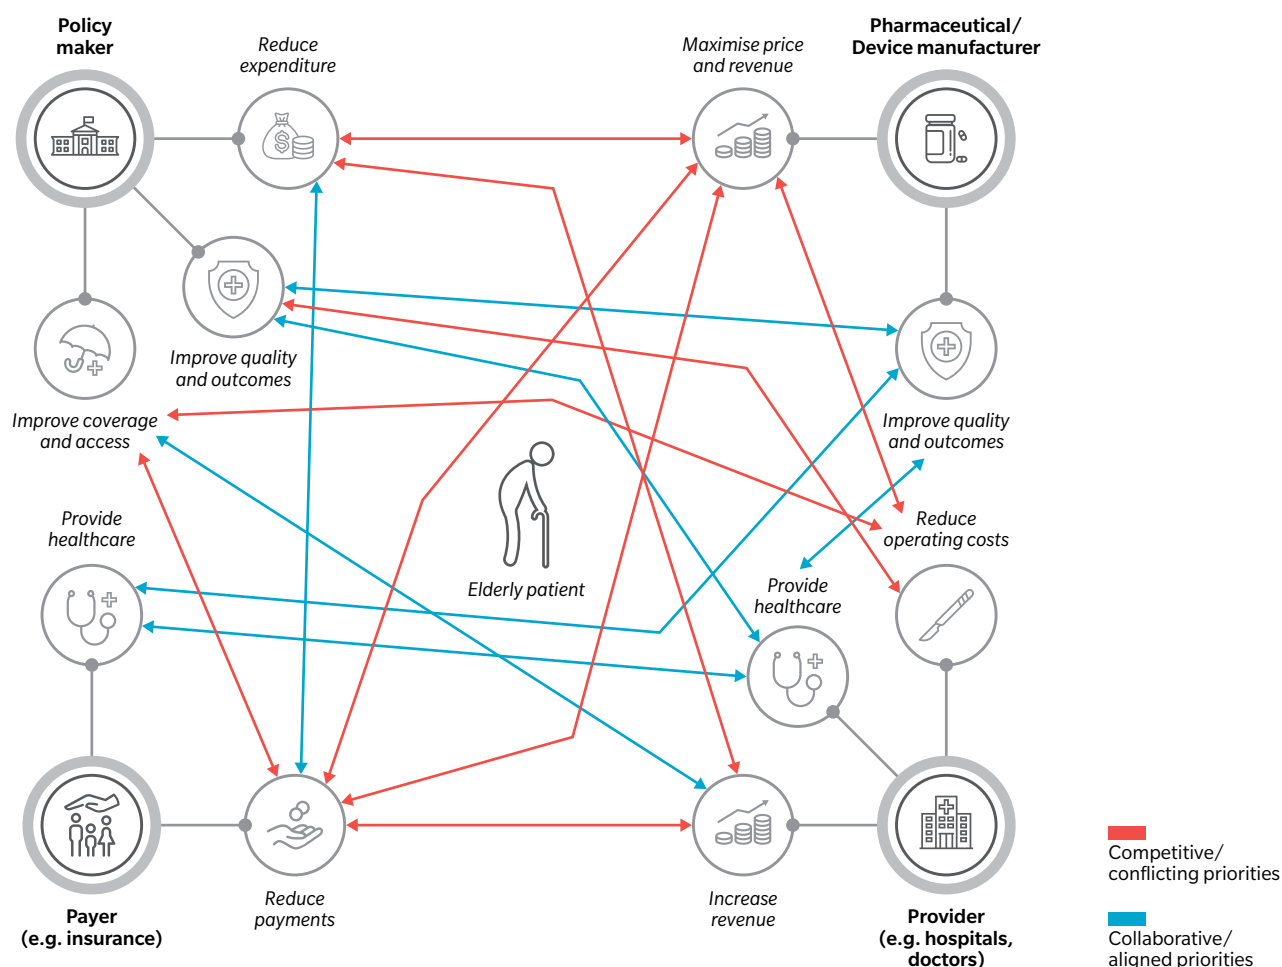 Policy
maker
Reduce
expenditure
Maximise price
and revenue
Pharmaceutical/
Device manufacturer
$
Improve quality
and outcomes
Improve coverage
and access
Improve quality
and outcomes
Provide
healthcare
Reduce
operating costs
Elderly patient
Provide
healthcare
Reduce
payments
Increase
revenue
Payer
(e.g. insurance)
Provider
(e.g. hospitals,
doctors)
Competitive/
conflicting priorities
Collaborative/
aligned priorities